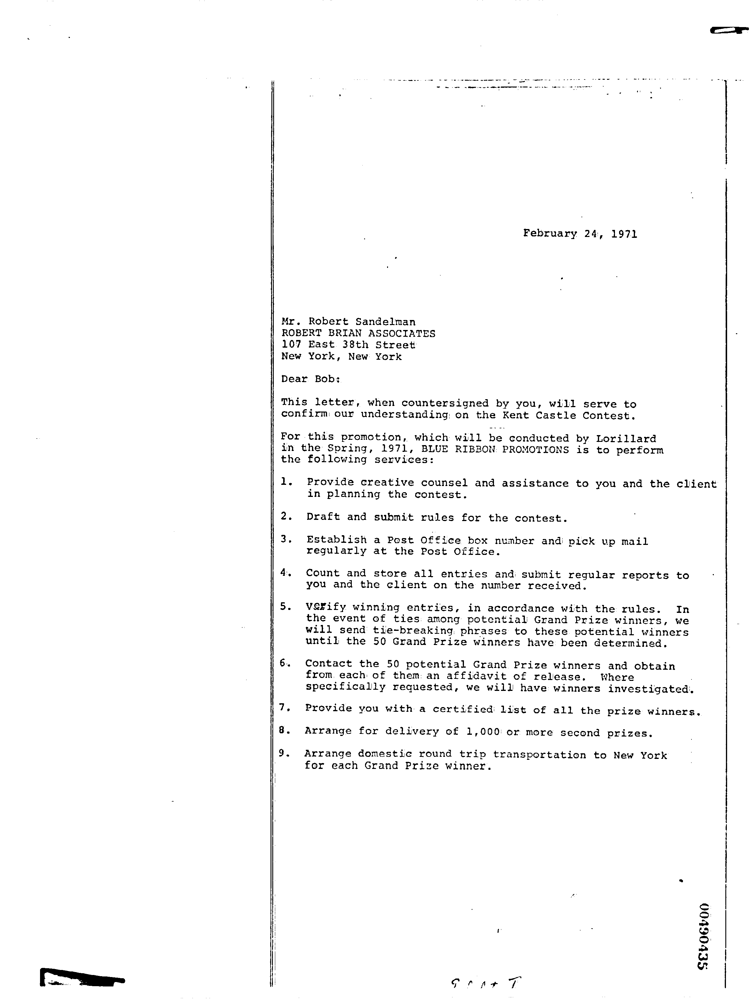 February 24, 1971
Mr. Robert Sandelman
ROBERT BRIAN ASSOCIATES
107 East 38th Street
New York, New York
Dear Bob:
This letter, when countersigned by you, will serve to
confirm our understanding on the Kent Castle Contest.
For this promotion, which will be conducted by Lorillard
in the Spring, 1971, BLUE RIBBON PROMOTIONS is to perform
the following services:
1. Provide creative counsel and assistance to you and the client
in planning the contest.
2. Draft and submit rules for the contest.
3. Establish a Post Office box number and pick up mail
regularly at the Post Office.
4. Count and store all entries and submit regular reports to
you and the client on the number received.
5. Verify winning entries, in accordance with the rules. In
the event of ties among potential Grand Prize winners, we
will send tie-breaking phrases to these potential winners
until the 50 Grand Prize winners have been determined.
6. Contact the 50 potential Grand Prize winners and obtain
from each of them an affidavit of release. Where
specifically requested, we will have winners investigated.
7. Provide you with a certified list of all the prize winners.
8. Arrange for delivery of 1,000 or more second prizes.
9. Arrange domestic round trip transportation to New York
for each Grand Prize winner.
00490435